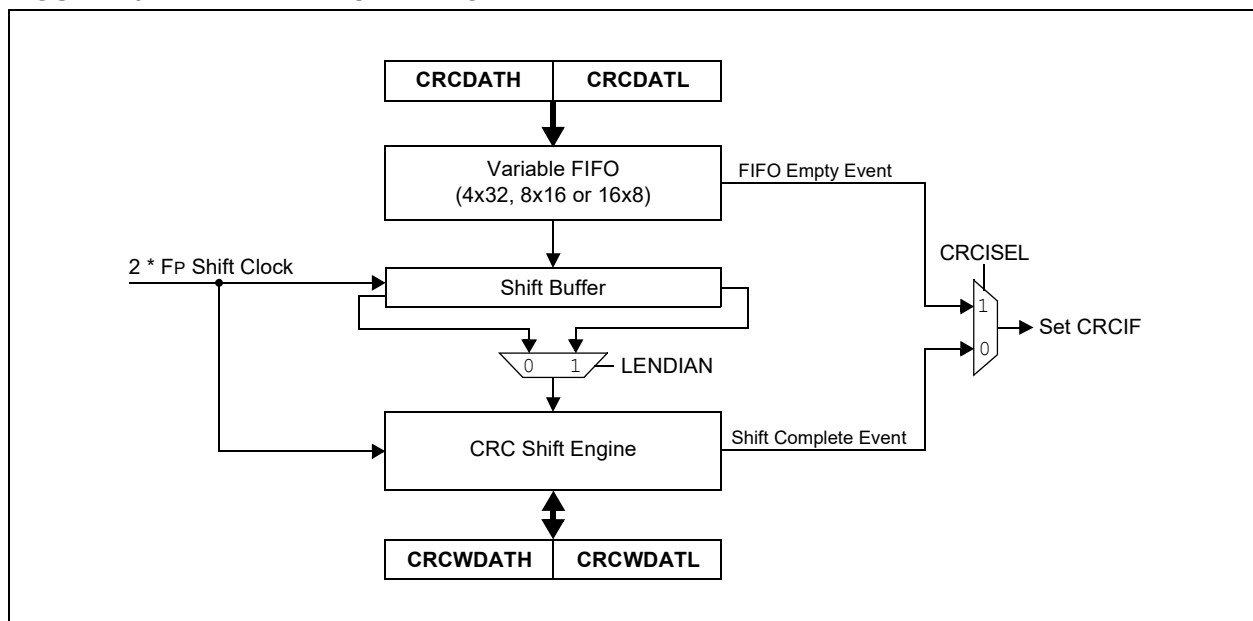 CRCDATH CRCDATL
Variable FIFO
(4x32, 8x16 or 16x8)
FIFO Empty Event
2 * FP Shift Clock
CRCISEL
Shift Buffer
1
Set CRCIF
0
0 1 LENDIAN
CRC Shift Engine
Shift Complete Event
CRCWDATH CRCWDATL